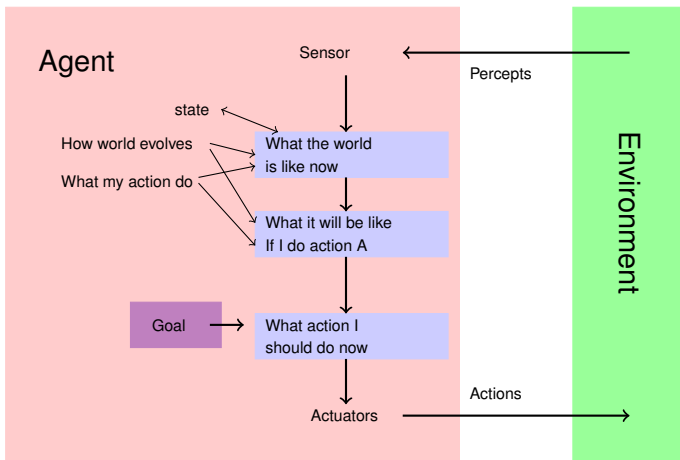 Agent
Sensor
Percepts
state
How world evolves
What the world
is like now
What my action do
What it will be like
If I do action A
Goal
What action I
should do now
Actuators
Actions
Environment